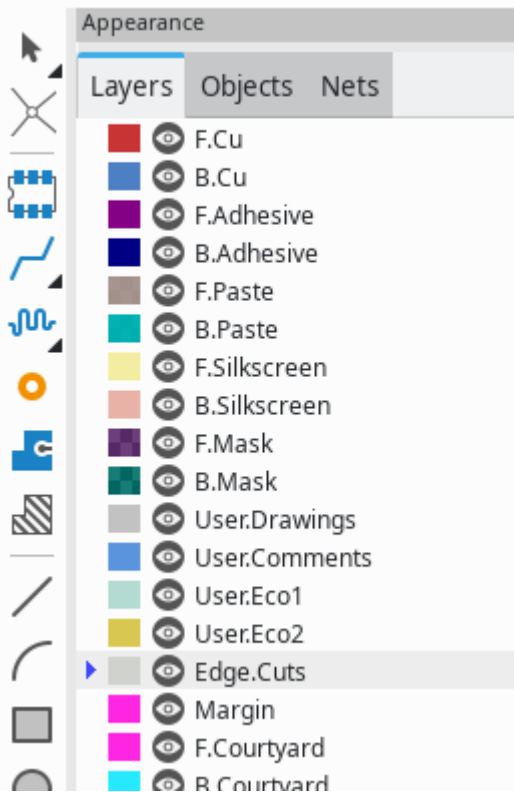 Appearance
Layers Objects Nets
F.Cu
B.Cu
F.Adhesive
B.Adhesive
F.Paste
B.Paste
F.Silkscreen
B.Silkscreen
F.Mask
B.Mask
User.Drawings
User.Comments
User.Eco1
User.Eco2
Edge.Cuts
Margin
F.Courtyard
B.Courtyard